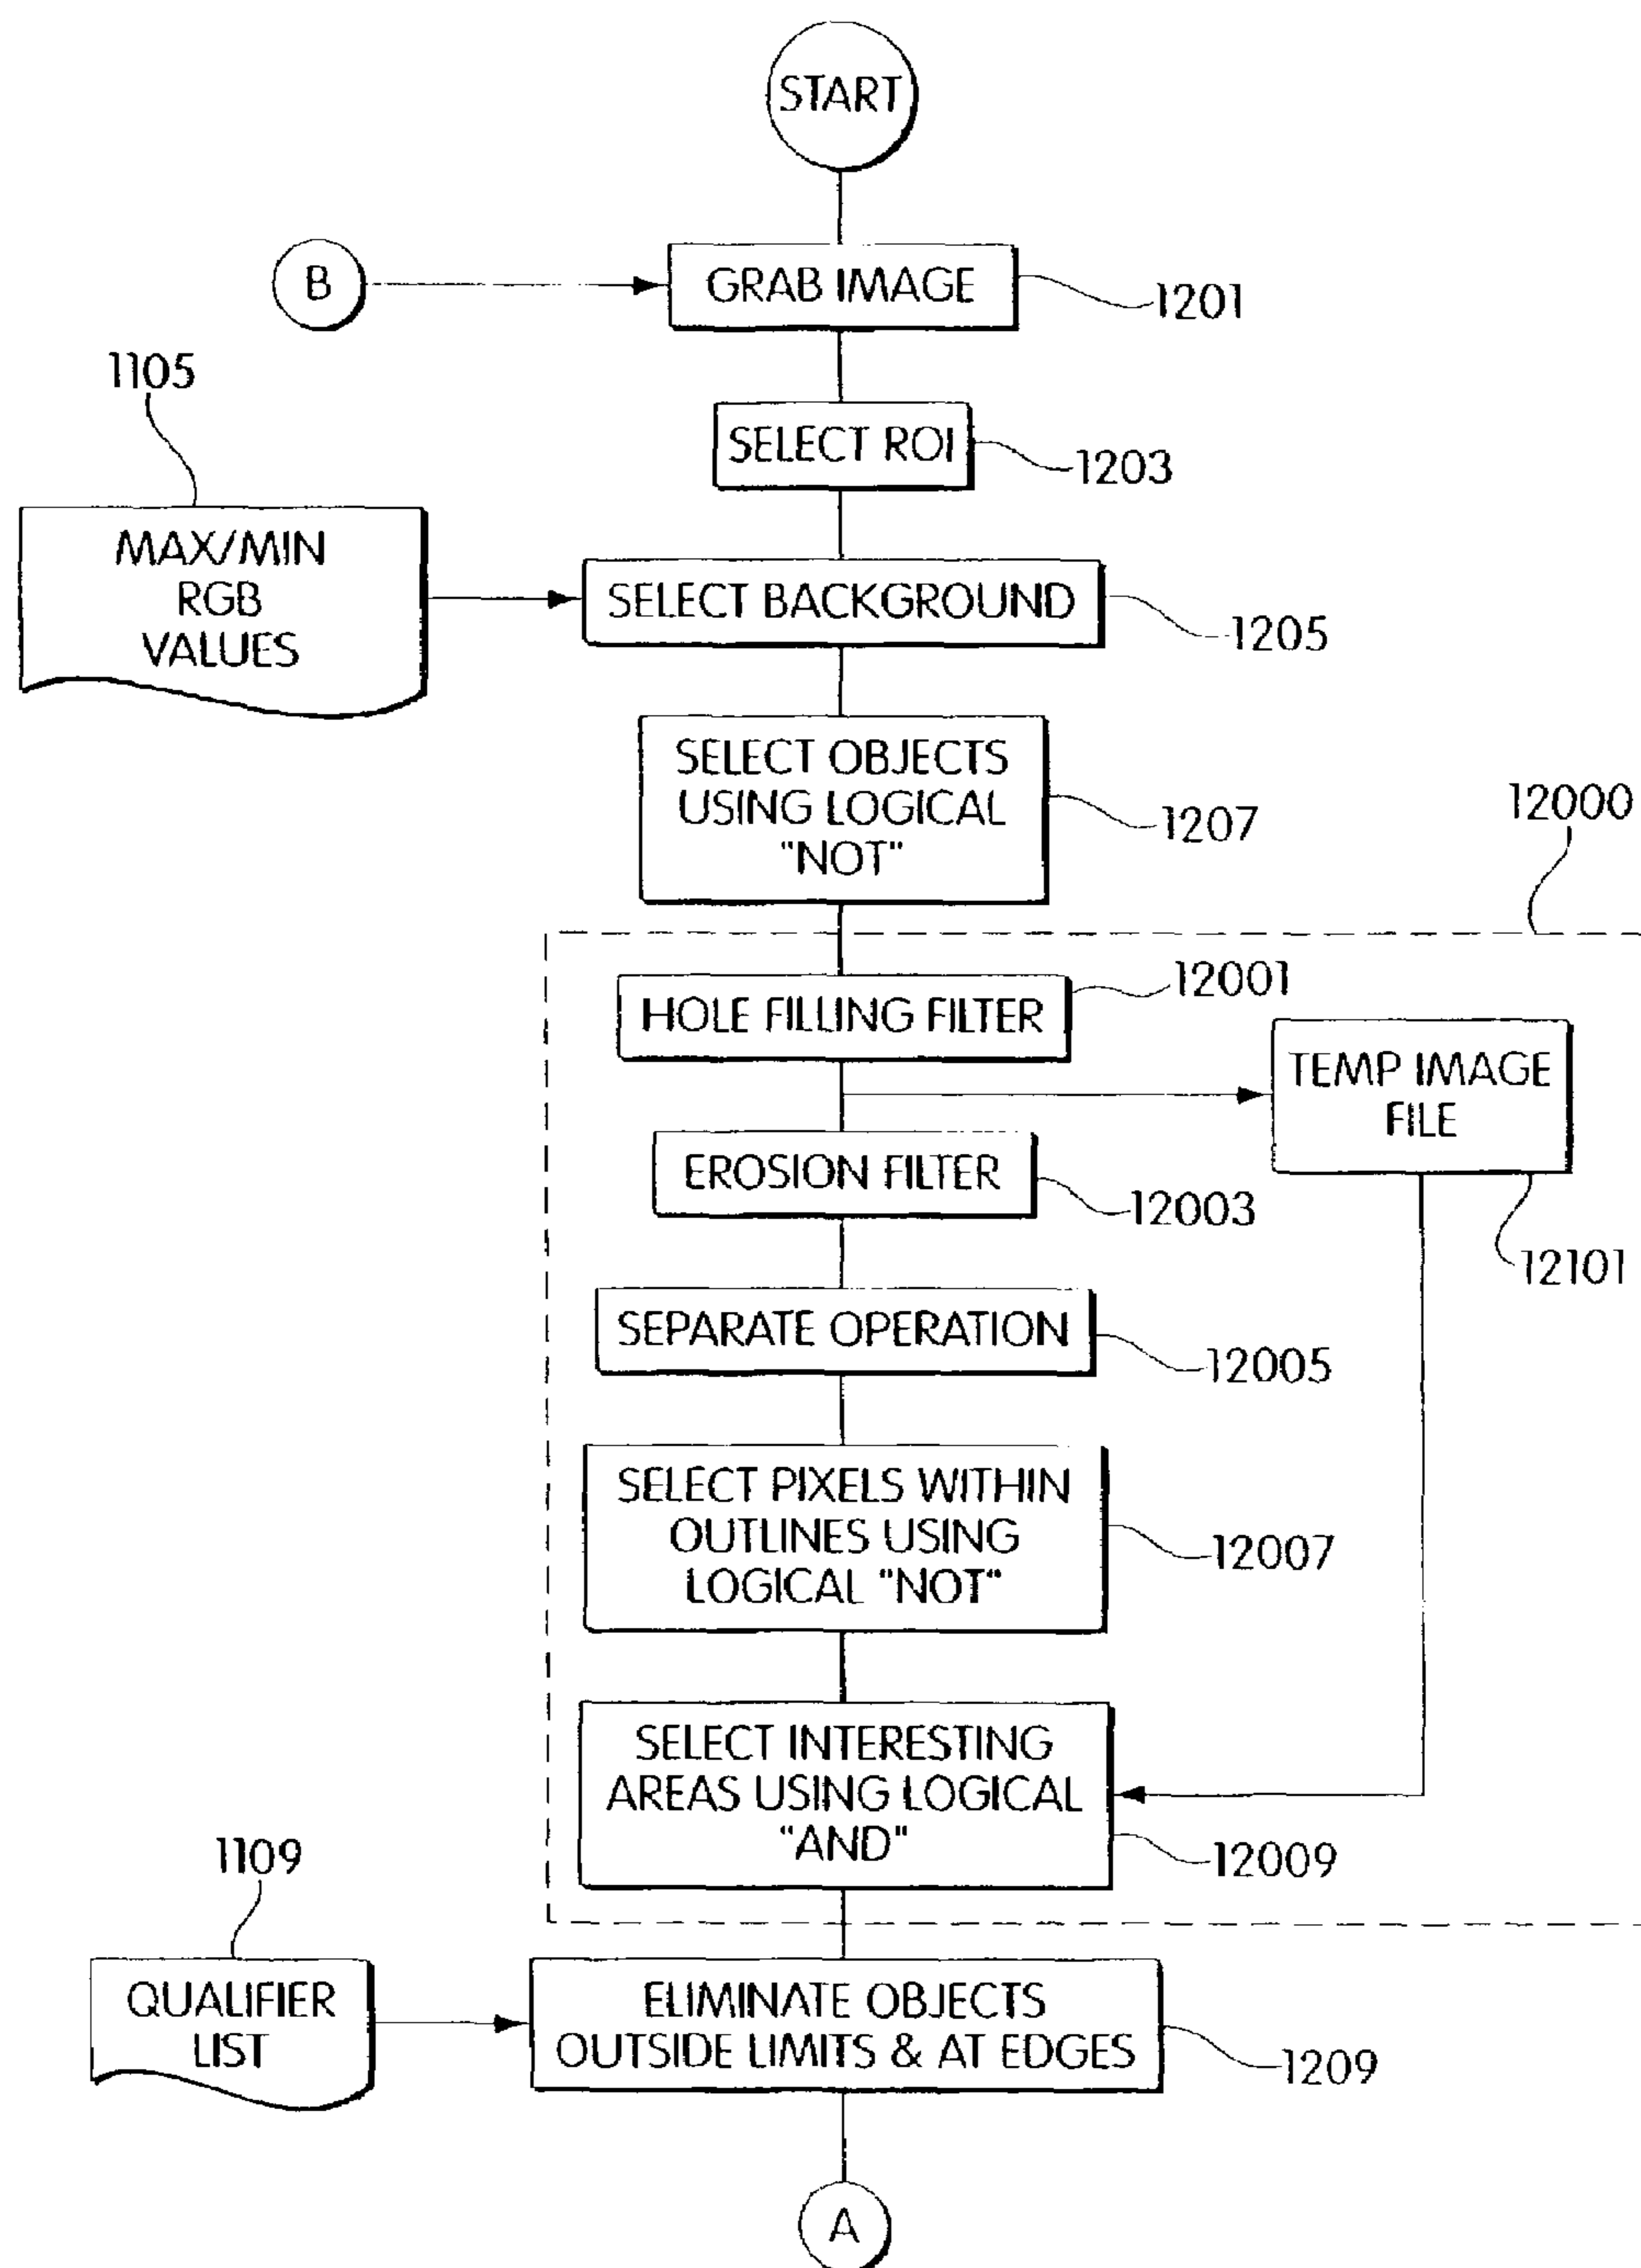 START
B
GRAB IMAGE
1201
1105
SELECT ROI
1203
MAX/MIN
RGB
VALUES
SELECT BACKGROUND
1205
SELECT OBJECTS
USING LOGICAL
"NOT"
1207
12000
HOLE FILLING FILTER
12001
TEMP IMAGE
FILE
12101
EROSION FILTER
12003
SEPARATE OPERATION
12005
SELECT PIXELS WITHIN
OUTLINES USING
LOGICAL "NOT"
12007
SELECT INTERESTING
AREAS USING LOGICAL
"AND"
12009
1109
QUALIFIER
LIST
ELIMINATE OBJECTS
OUTSIDE LIMITS & AT EDGES
1209
A